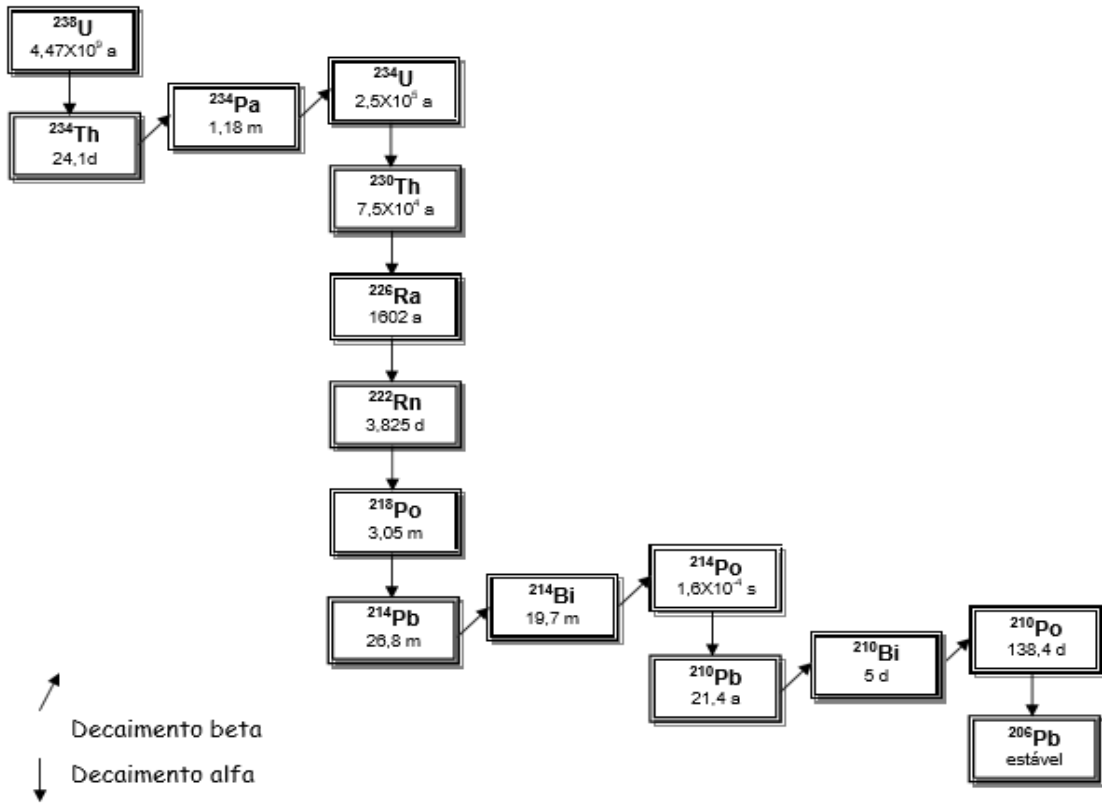 ²³⁸U
4,47X10⁹ a
²³⁴Th
24,1d
²³⁴Pa
1,18 m
²³⁴U
2,5X10⁵ a
²³⁰Th
7,5X10⁴ a
²²⁶Ra
1602 a
²²²Rn
3,825 d
²¹⁸Po
3,05 m
²¹⁴Pb
26,8 m
²¹⁴Bi
19,7 m
²¹⁴Po
1,6X10⁻⁴ s
²¹⁰Pb
21,4 a
²¹⁰Bi
5 d
²¹⁰Po
138,4 d
²⁰⁶Pb
estável
Decaimento beta
Decaimento alfa